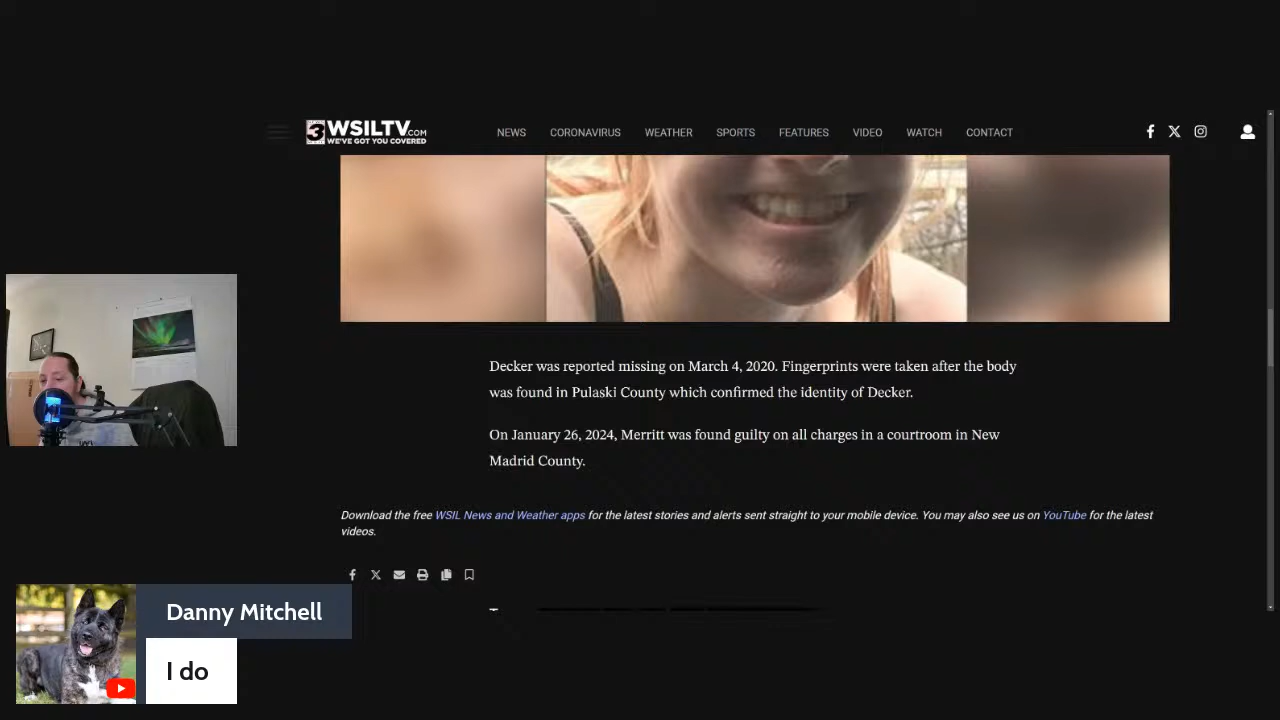 3 WSILTV.COM
WE'VE GOT YOU COVERED
NEWS CORONAVIRUS WEATHER SPORTS FEATURES VIDEO WATCH CONTACT
Decker was reported missing on March 4, 2020. Fingerprints were taken after the body
was found in Pulaski County which confirmed the identity of Decker.
On January 26, 2024, Merritt was found guilty on all charges in a courtroom in New
Madrid County.
Download the free WSIL News and Weather apps for the latest stories and alerts sent straight to your mobile device. You may also see us on YouTube for the latest
videos.
Danny Mitchell
I do